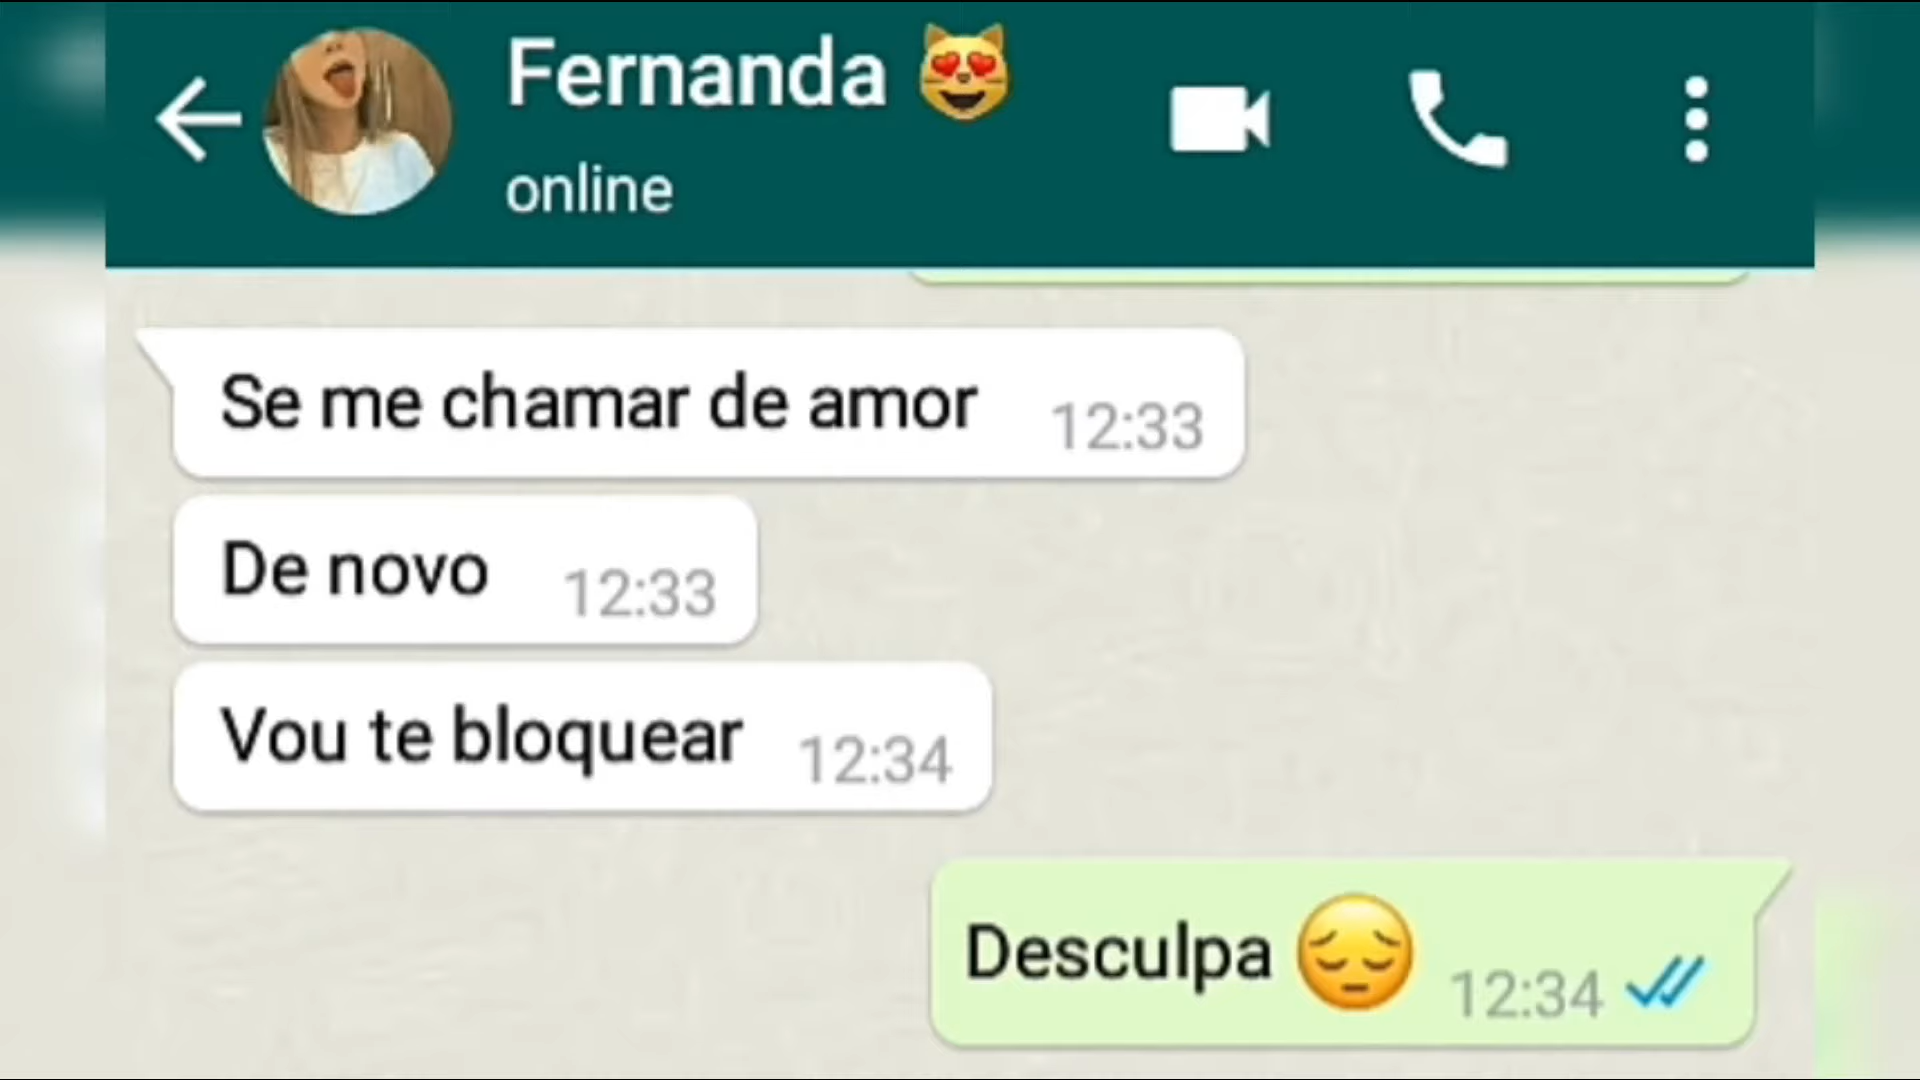 Fernanda 😻
online
Se me chamar de amor 12:33
De novo 12:33
Vou te bloquear 12:34
Desculpa 😔 12:34